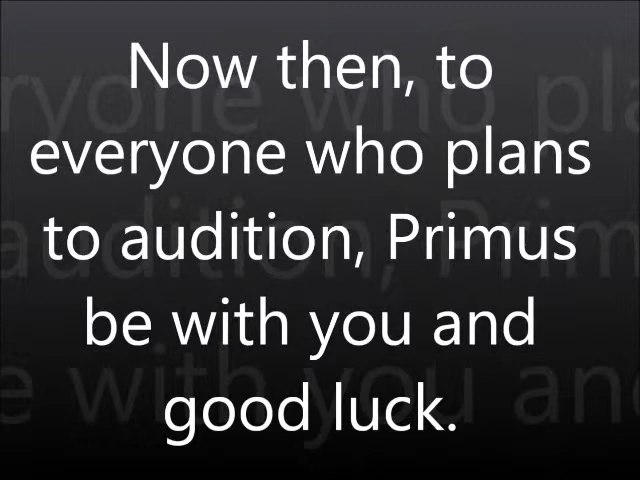 Now then, to
everyone who plans
to audition, Primus
be with you and
good luck.